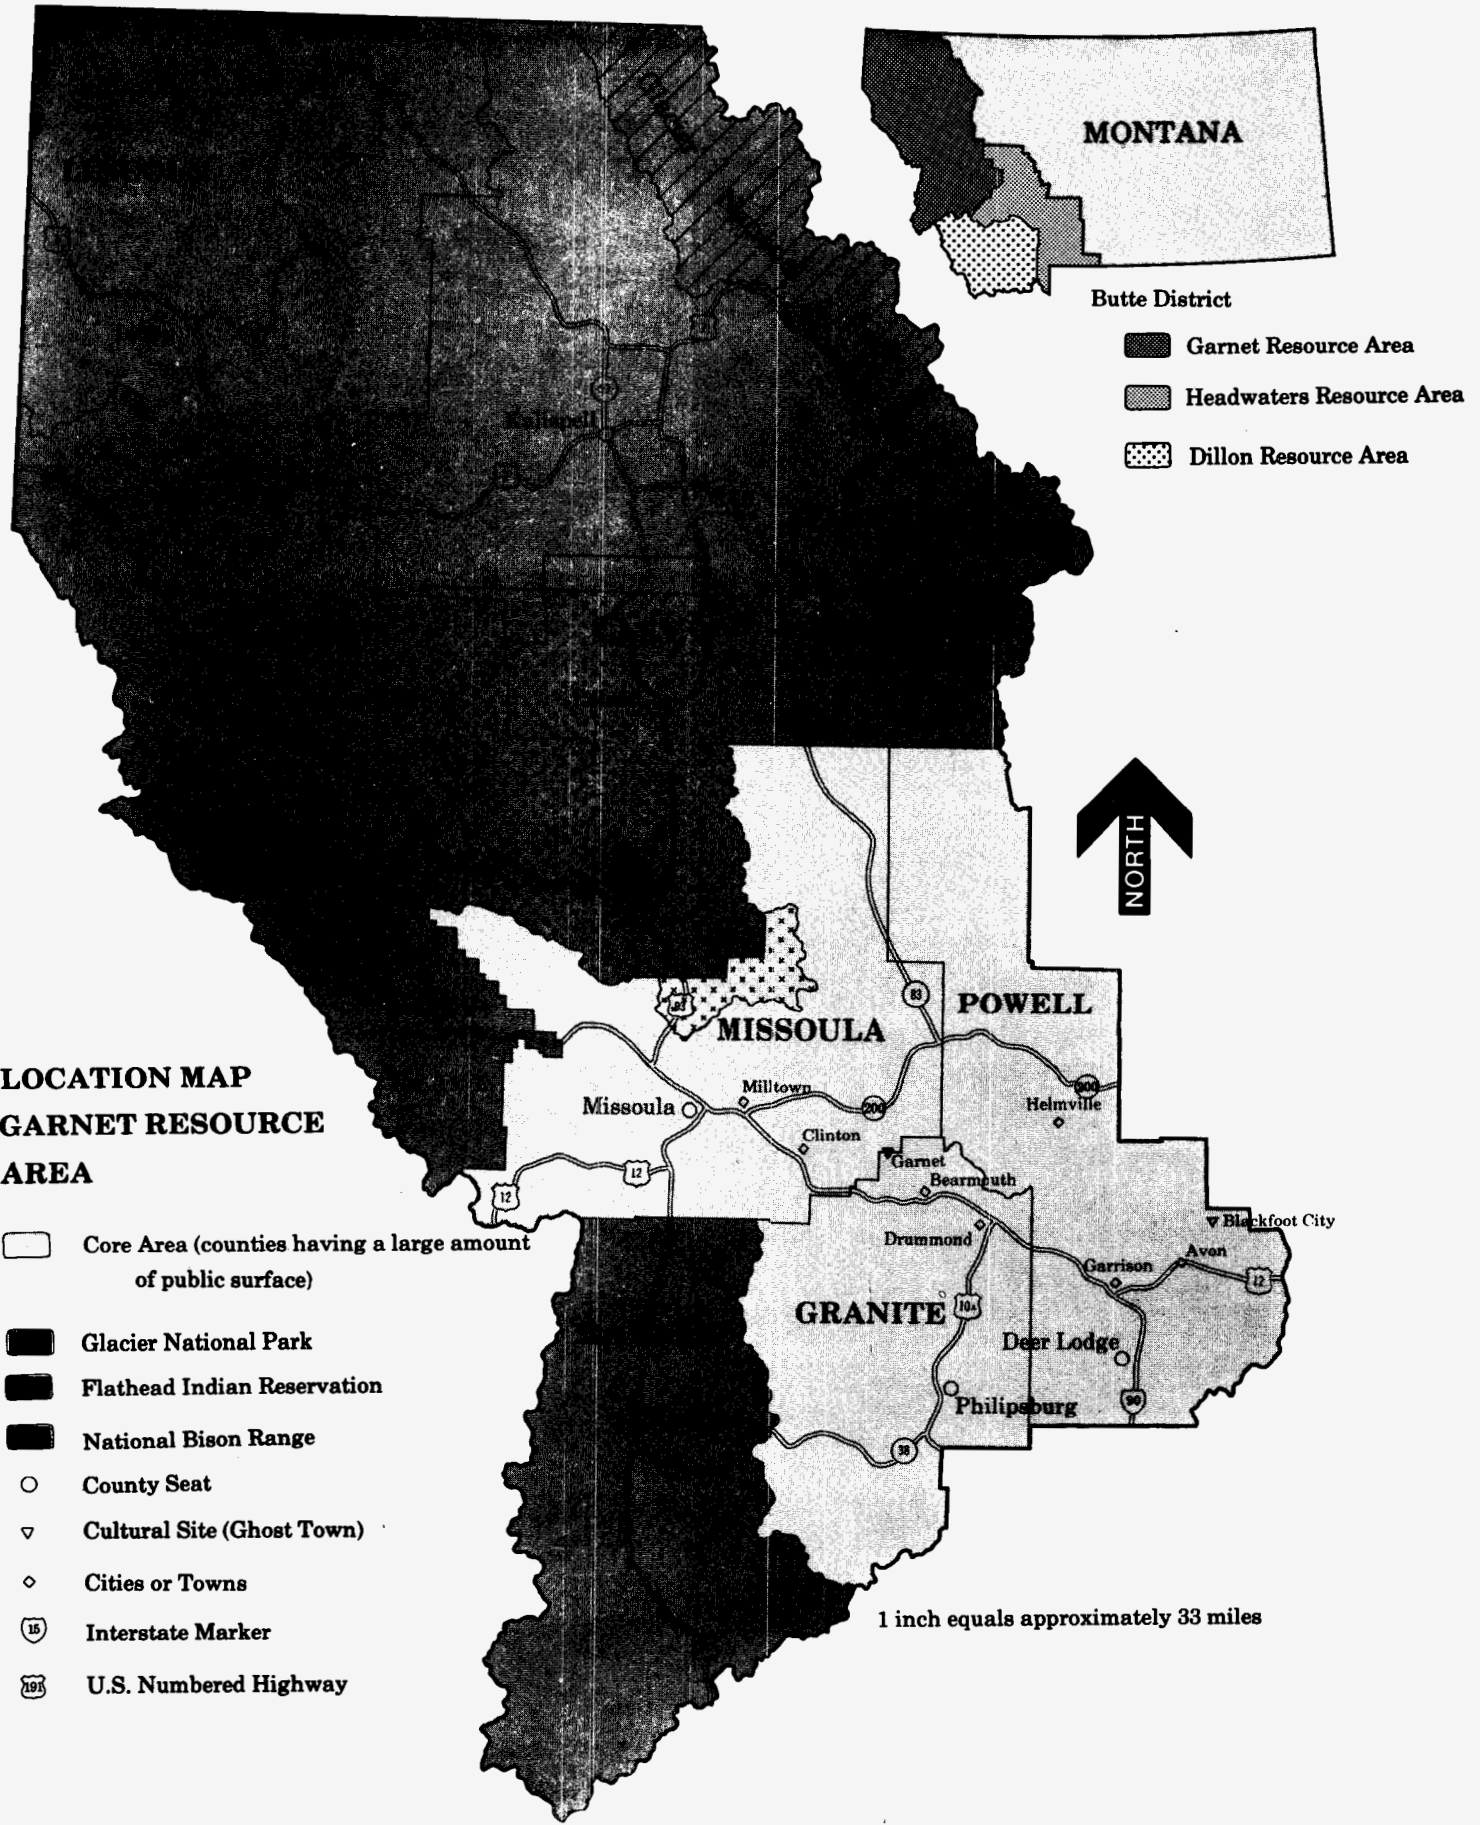 MONTANA
Butte District
Garnet Resource Area
Headwaters Resource Area
Dillon Resource Area
Kalispell
NORTH
83
POWELL
93
MISSOULA
200
Helmville
Milltown
Missoula
200
Clinton
Garnet
Bearmouth
12
12
Blackfoot City
Drummond
Avon
Garrison
12
GRANITE
10A
Deer Lodge
Philipsburg
90
38
LOCATION MAP
GARNET RESOURCE
AREA
Core Area (counties having a large amount
of public surface)
Glacier National Park
Flathead Indian Reservation
National Bison Range
County Seat
Cultural Site (Ghost Town)
Cities or Towns
15
Interstate Marker
191
U.S. Numbered Highway
1 inch equals approximately 33 miles